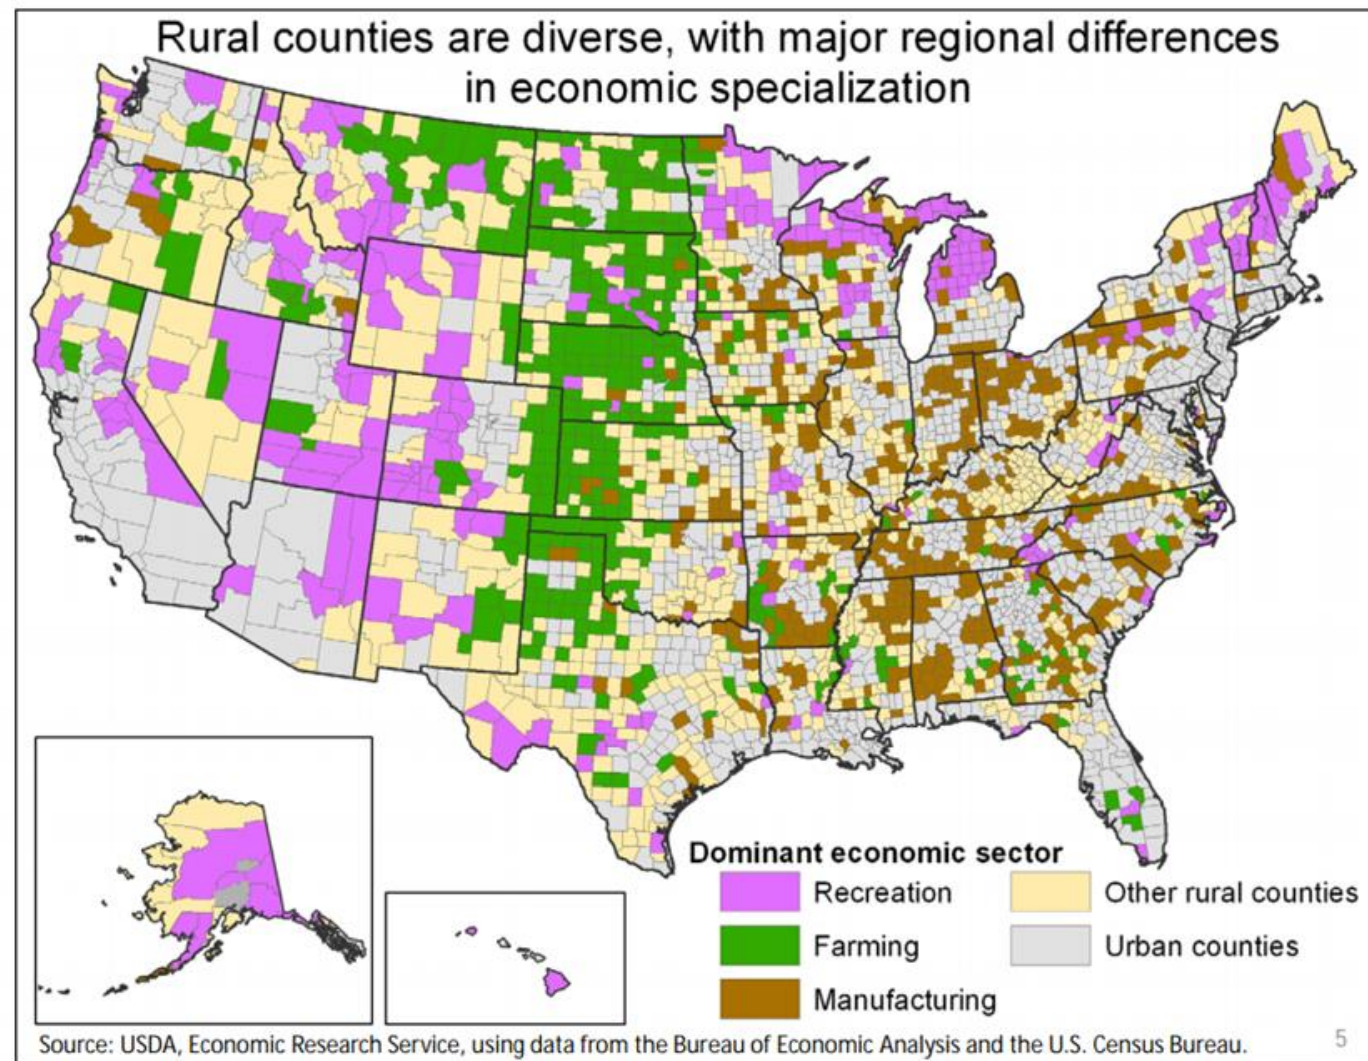 Rural counties are diverse, with major regional differences
in economic specialization
Dominant economic sector
Recreation
Farming
Manufacturing
Other rural counties
Urban counties
Source: USDA, Economic Research Service, using data from the Bureau of Economic Analysis and the U.S. Census Bureau.
5